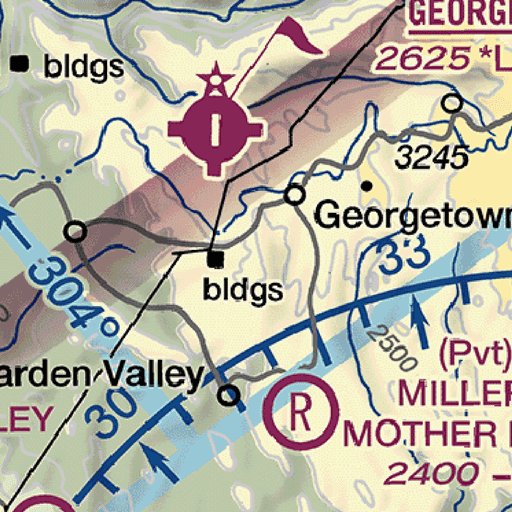 GEORGE
2625 *L
bldgs
3245
Georgetown
33
304°
bldgs
2500
(Pvt)
arden Valley
MILLER
LEY
30
R
MOTHER
2400 –